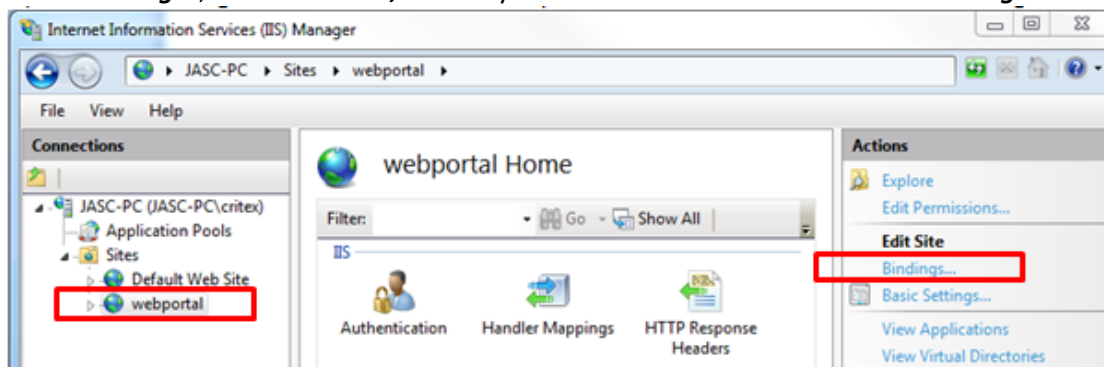 Internet Information Services (IIS) Manager
JASC-PC Sites webportal
File View Help
Connections
JASC-PC (JASC-PC\critex)
Application Pools
Sites
Default Web Site
webportal
webportal Home
Filter: Go Show All
IIS
Authentication
Handler Mappings
HTTP Response
Headers
Actions
Explore
Edit Permissions...
Edit Site
Bindings...
Basic Settings...
View Applications
View Virtual Directories